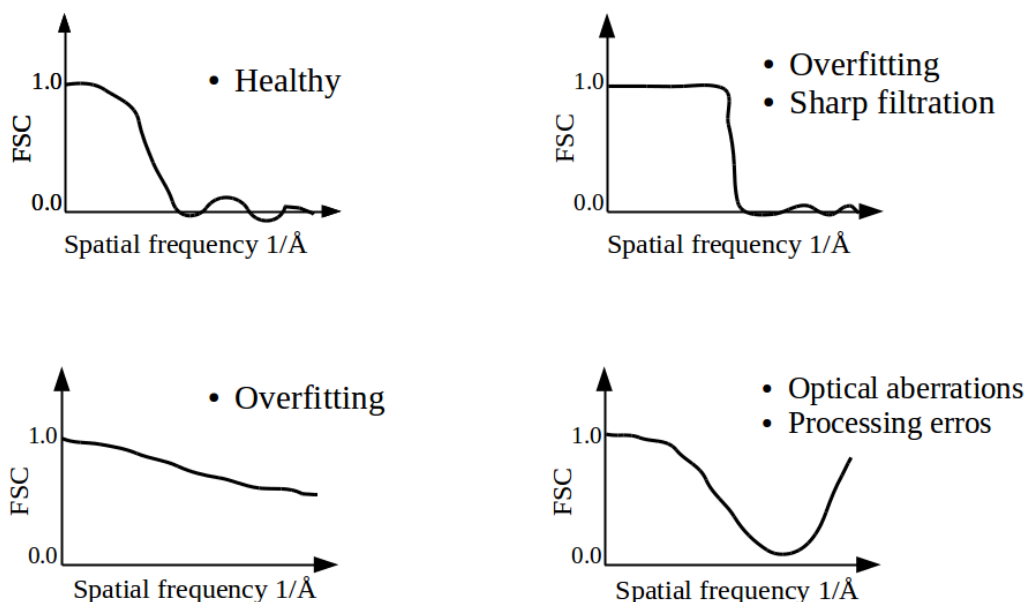 • Healthy
1.0
FSC
0.0
Spatial frequency 1/Å
• Overfitting
• Sharp filtration
1.0
FSC
0.0
Spatial frequency 1/Å
• Overfitting
1.0
FSC
0.0
Spatial frequency 1/Å
• Optical aberrations
• Processing erros
1.0
FSC
0.0
Spatial frequency 1/Å